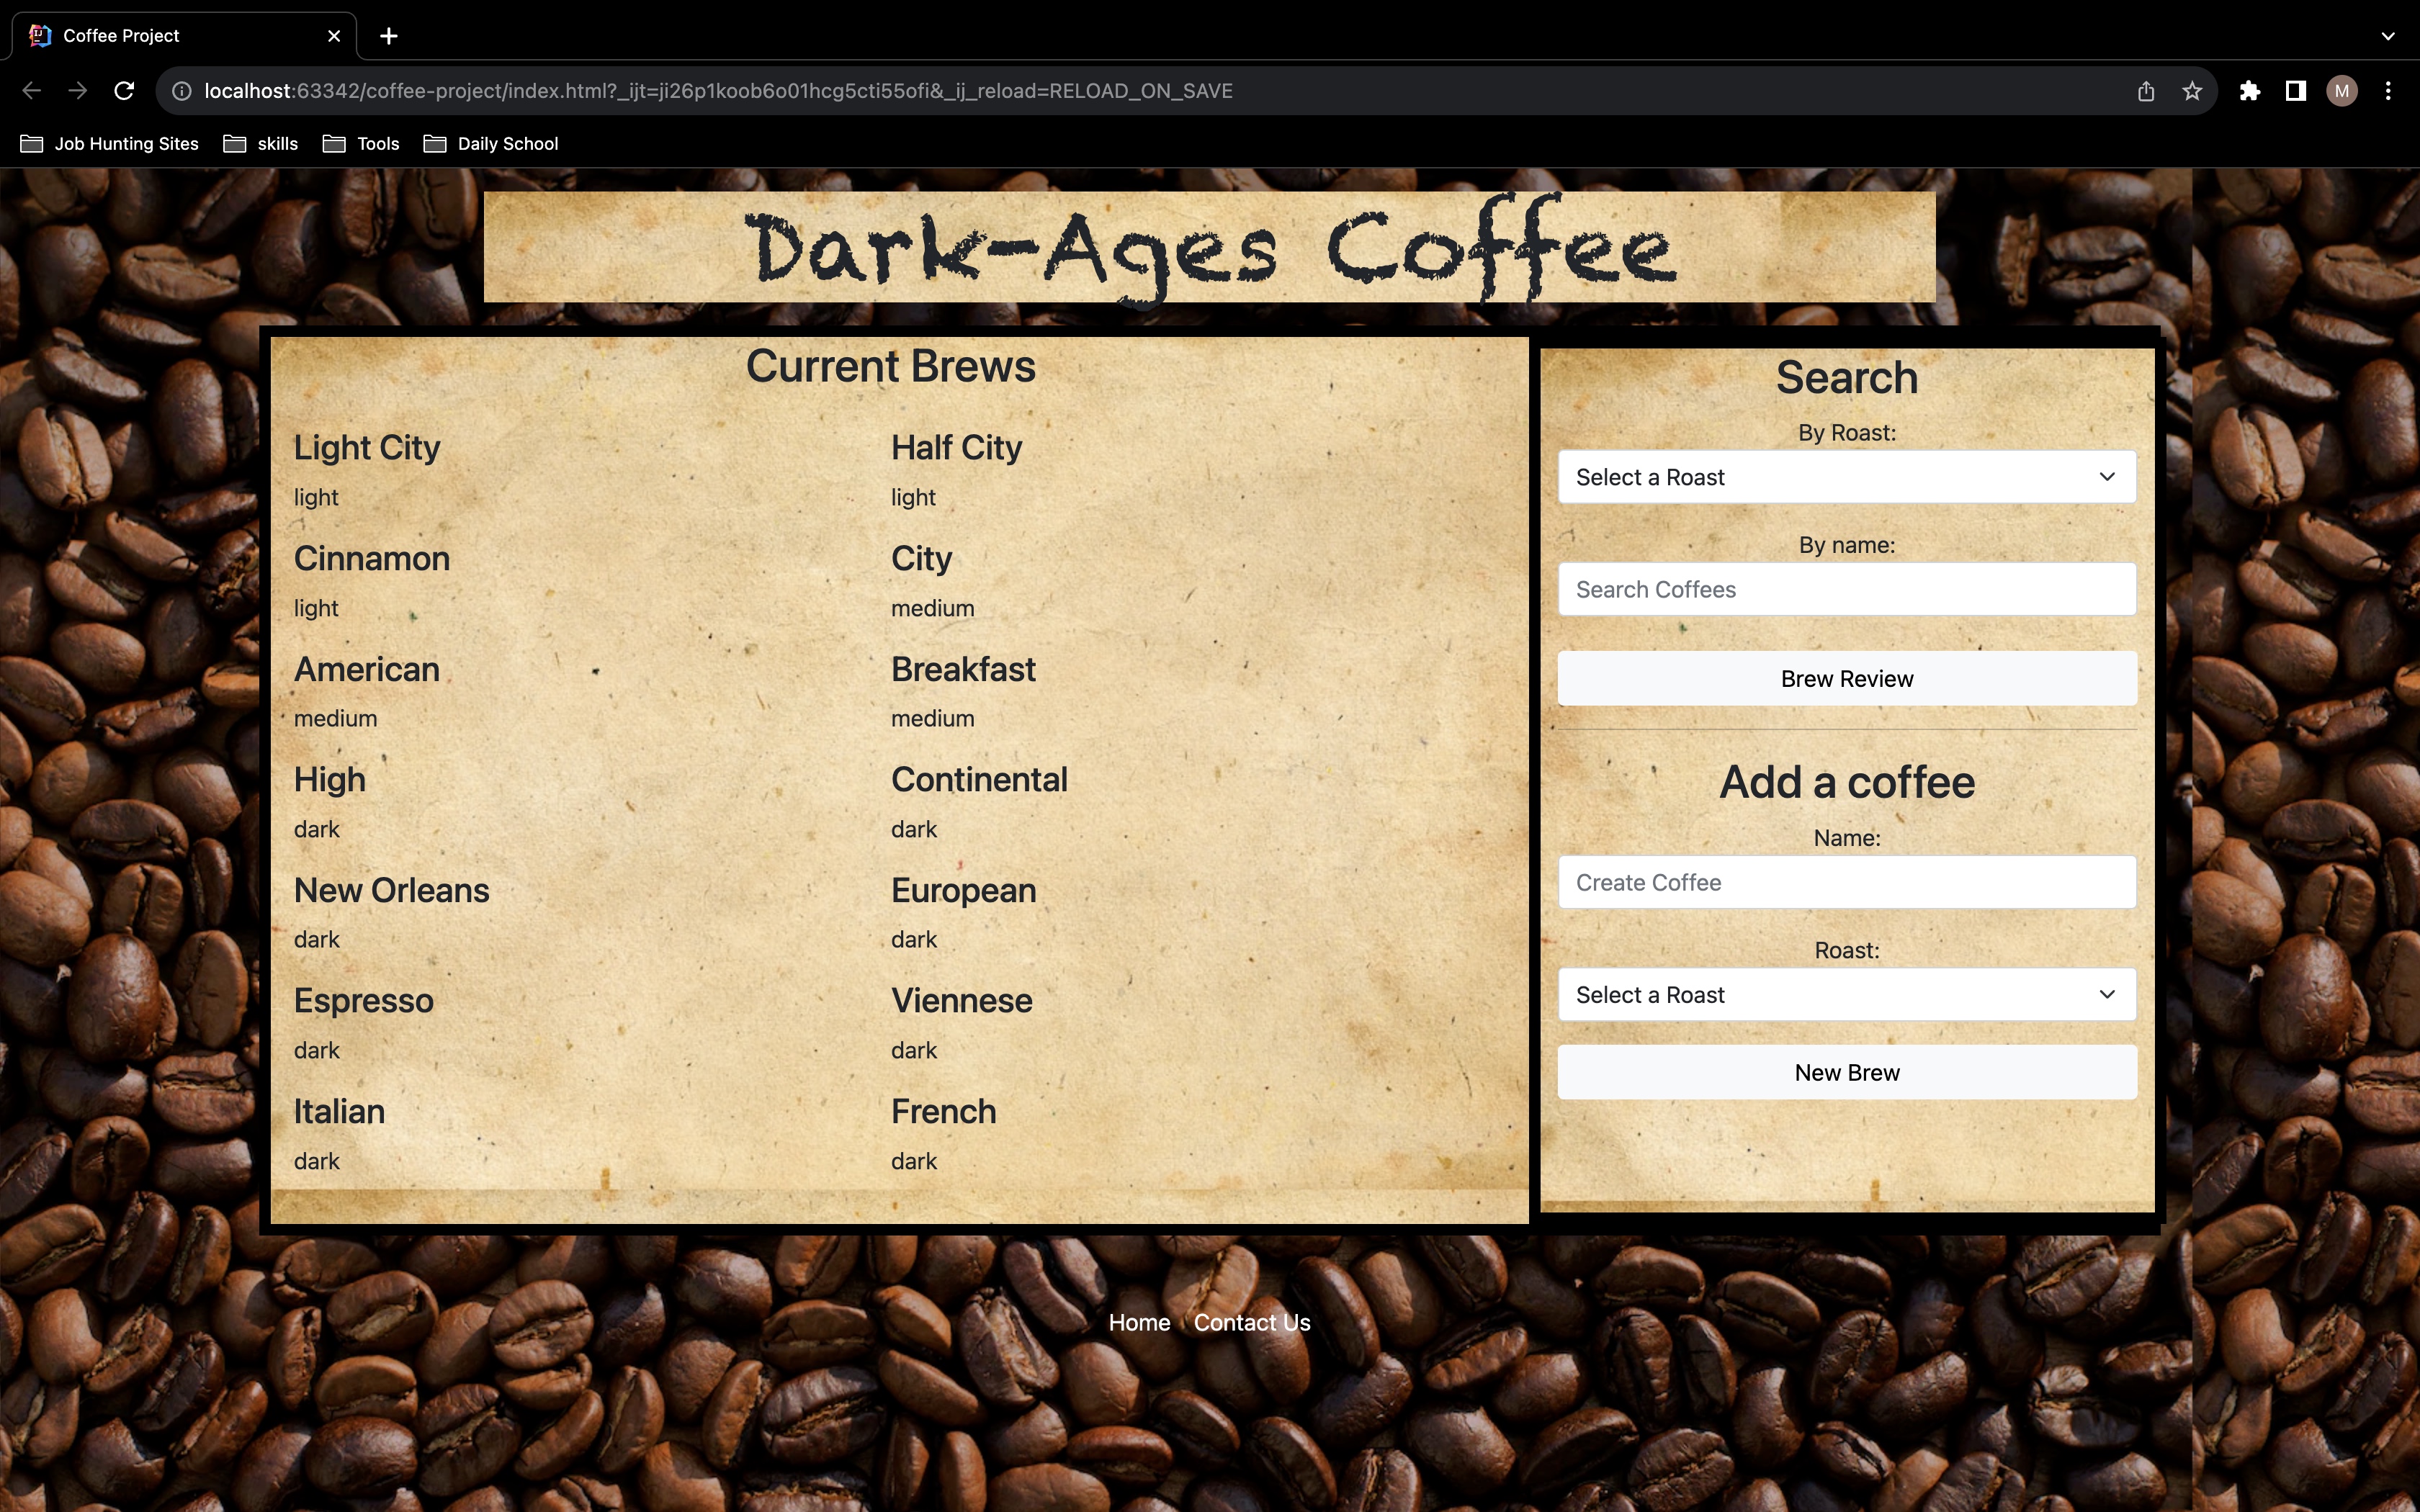 Coffee Project
localhost:63342/coffee-project/index.html?_ijt=ji26p1koob6o01hcg5cti55ofi&_ij_reload=RELOAD_ON_SAVE
M
Job Hunting Sites skills Tools Daily School
Dark-Ages Coffee
Current Brews
Light City
light
Half City
light
Cinnamon
light
City
medium
American
medium
Breakfast
medium
High
dark
Continental
dark
New Orleans
dark
European
dark
Espresso
dark
Viennese
dark
Italian
dark
French
dark
Search
By Roast:
Select a Roast
By name:
Search Coffees
Brew Review
Add a coffee
Name:
Create Coffee
Roast:
Select a Roast
New Brew
Home Contact Us